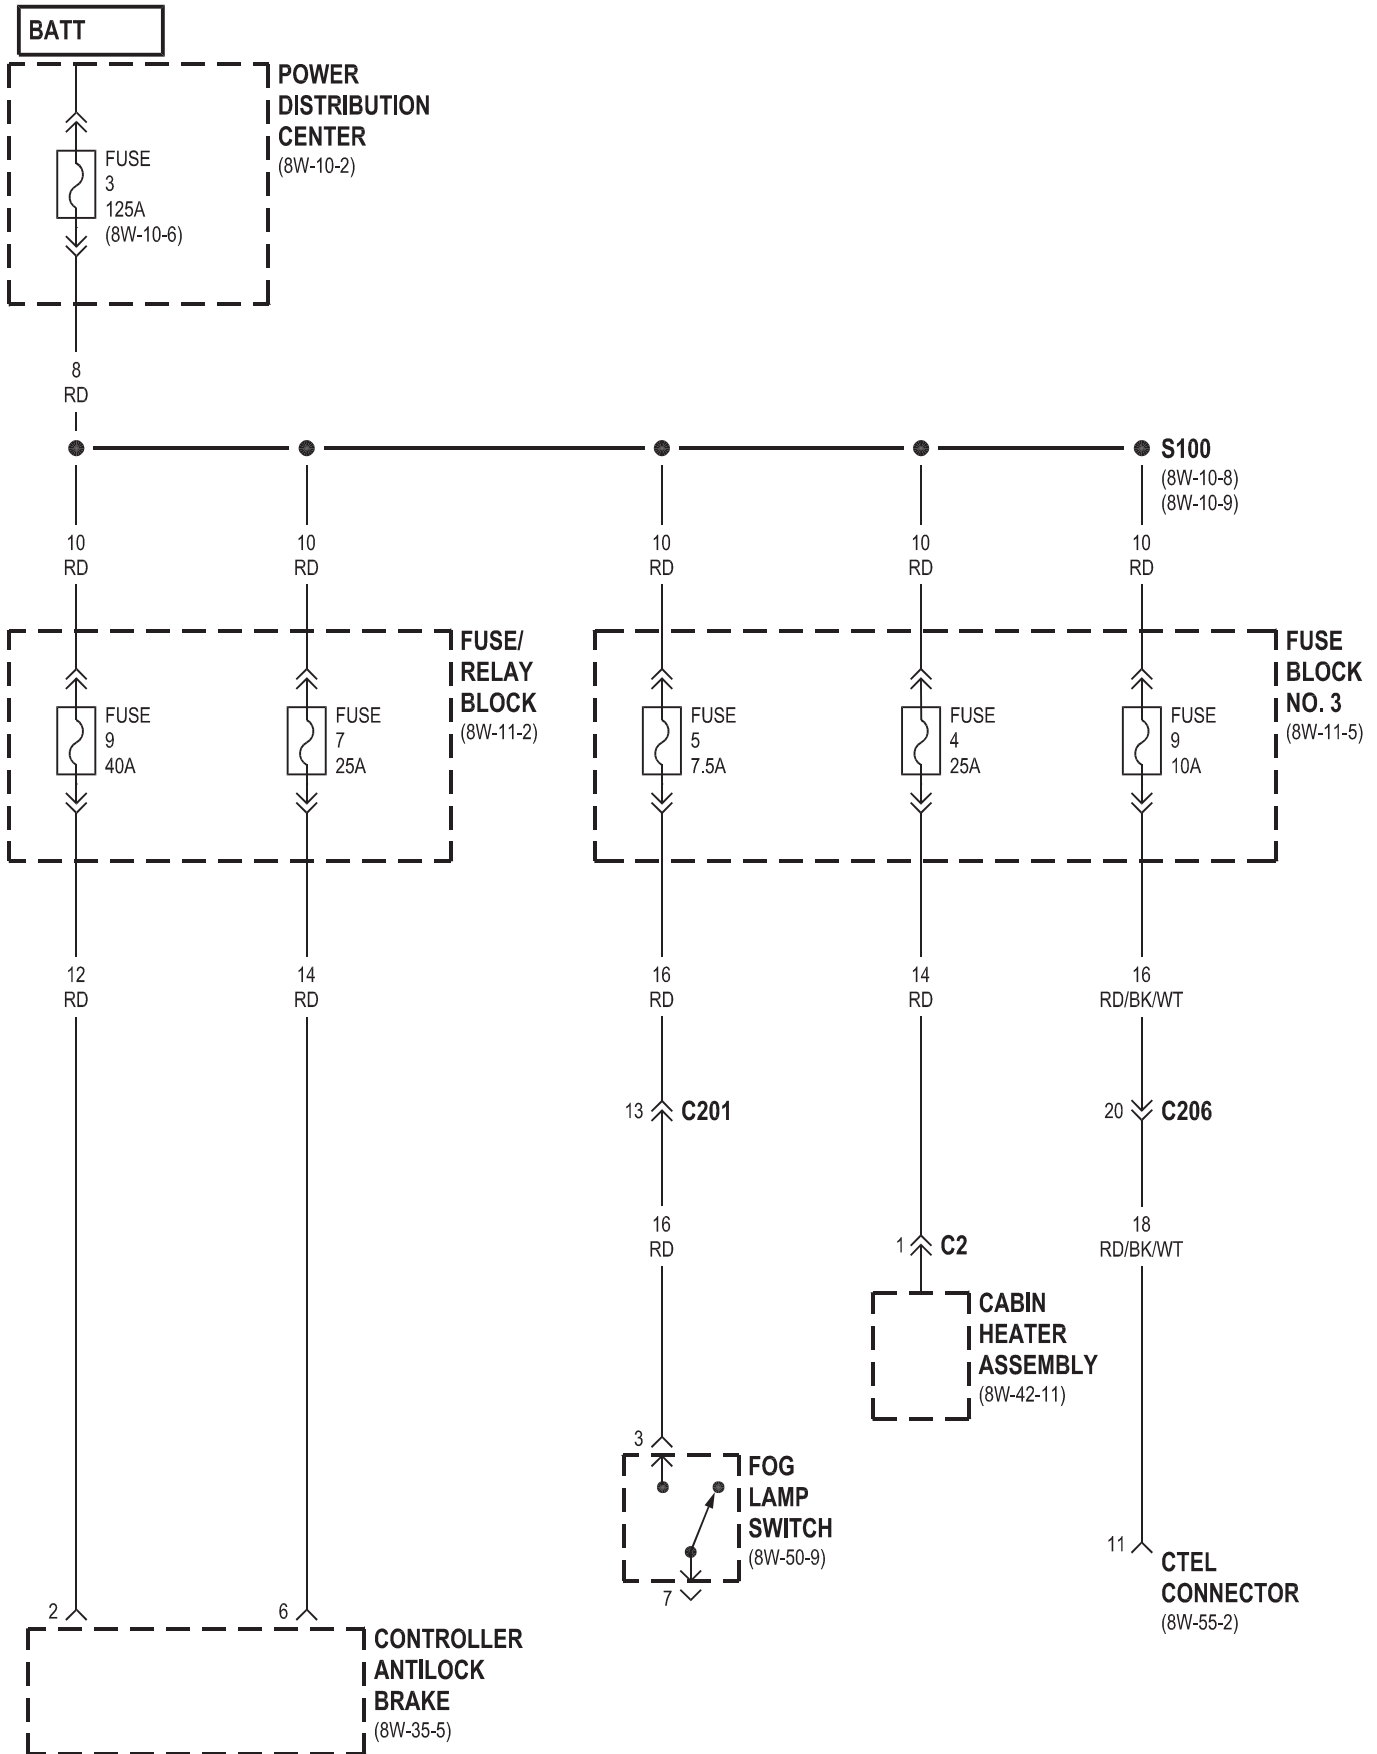 BATT
POWER
DISTRIBUTION
CENTER
(8W-10-2)
FUSE
3
125A
(8W-10-6)
8
RD
S100
(8W-10-8)
(8W-10-9)
10
RD
10
RD
10
RD
10
RD
10
RD
FUSE/
RELAY
BLOCK
(8W-11-2)
FUSE
9
40A
FUSE
7
25A
FUSE
BLOCK
NO. 3
(8W-11-5)
FUSE
5
7.5A
FUSE
4
25A
FUSE
9
10A
12
RD
14
RD
16
RD
14
RD
16
RD/BK/WT
13
C201
20
C206
16
RD
1
C2
18
RD/BK/WT
CABIN
HEATER
ASSEMBLY
(8W-42-11)
3
FOG
LAMP
SWITCH
(8W-50-9)
7
11
CTEL
CONNECTOR
(8W-55-2)
2
6
CONTROLLER
ANTILOCK
BRAKE
(8W-35-5)